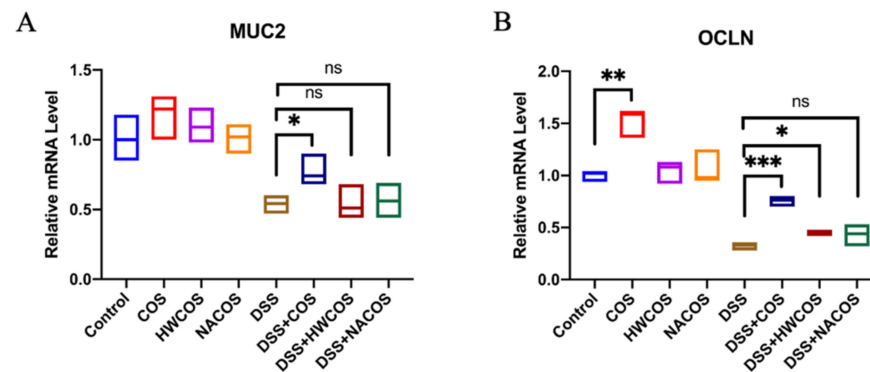 A
MUC2
Relative mRNA Level
1.5
1.0
0.5
0.0
ns
ns
*
Control
COS
HWCOS
NACOS
DSS
DSS+COS
DSS+HWCOS
DSS+NACOS
B
OCLN
Relative mRNA Level
2.0
1.5
1.0
0.5
0.0
**
ns
*
***
Control
COS
HWCOS
NACOS
DSS
DSS+COS
DSS+HWCOS
DSS+NACOS